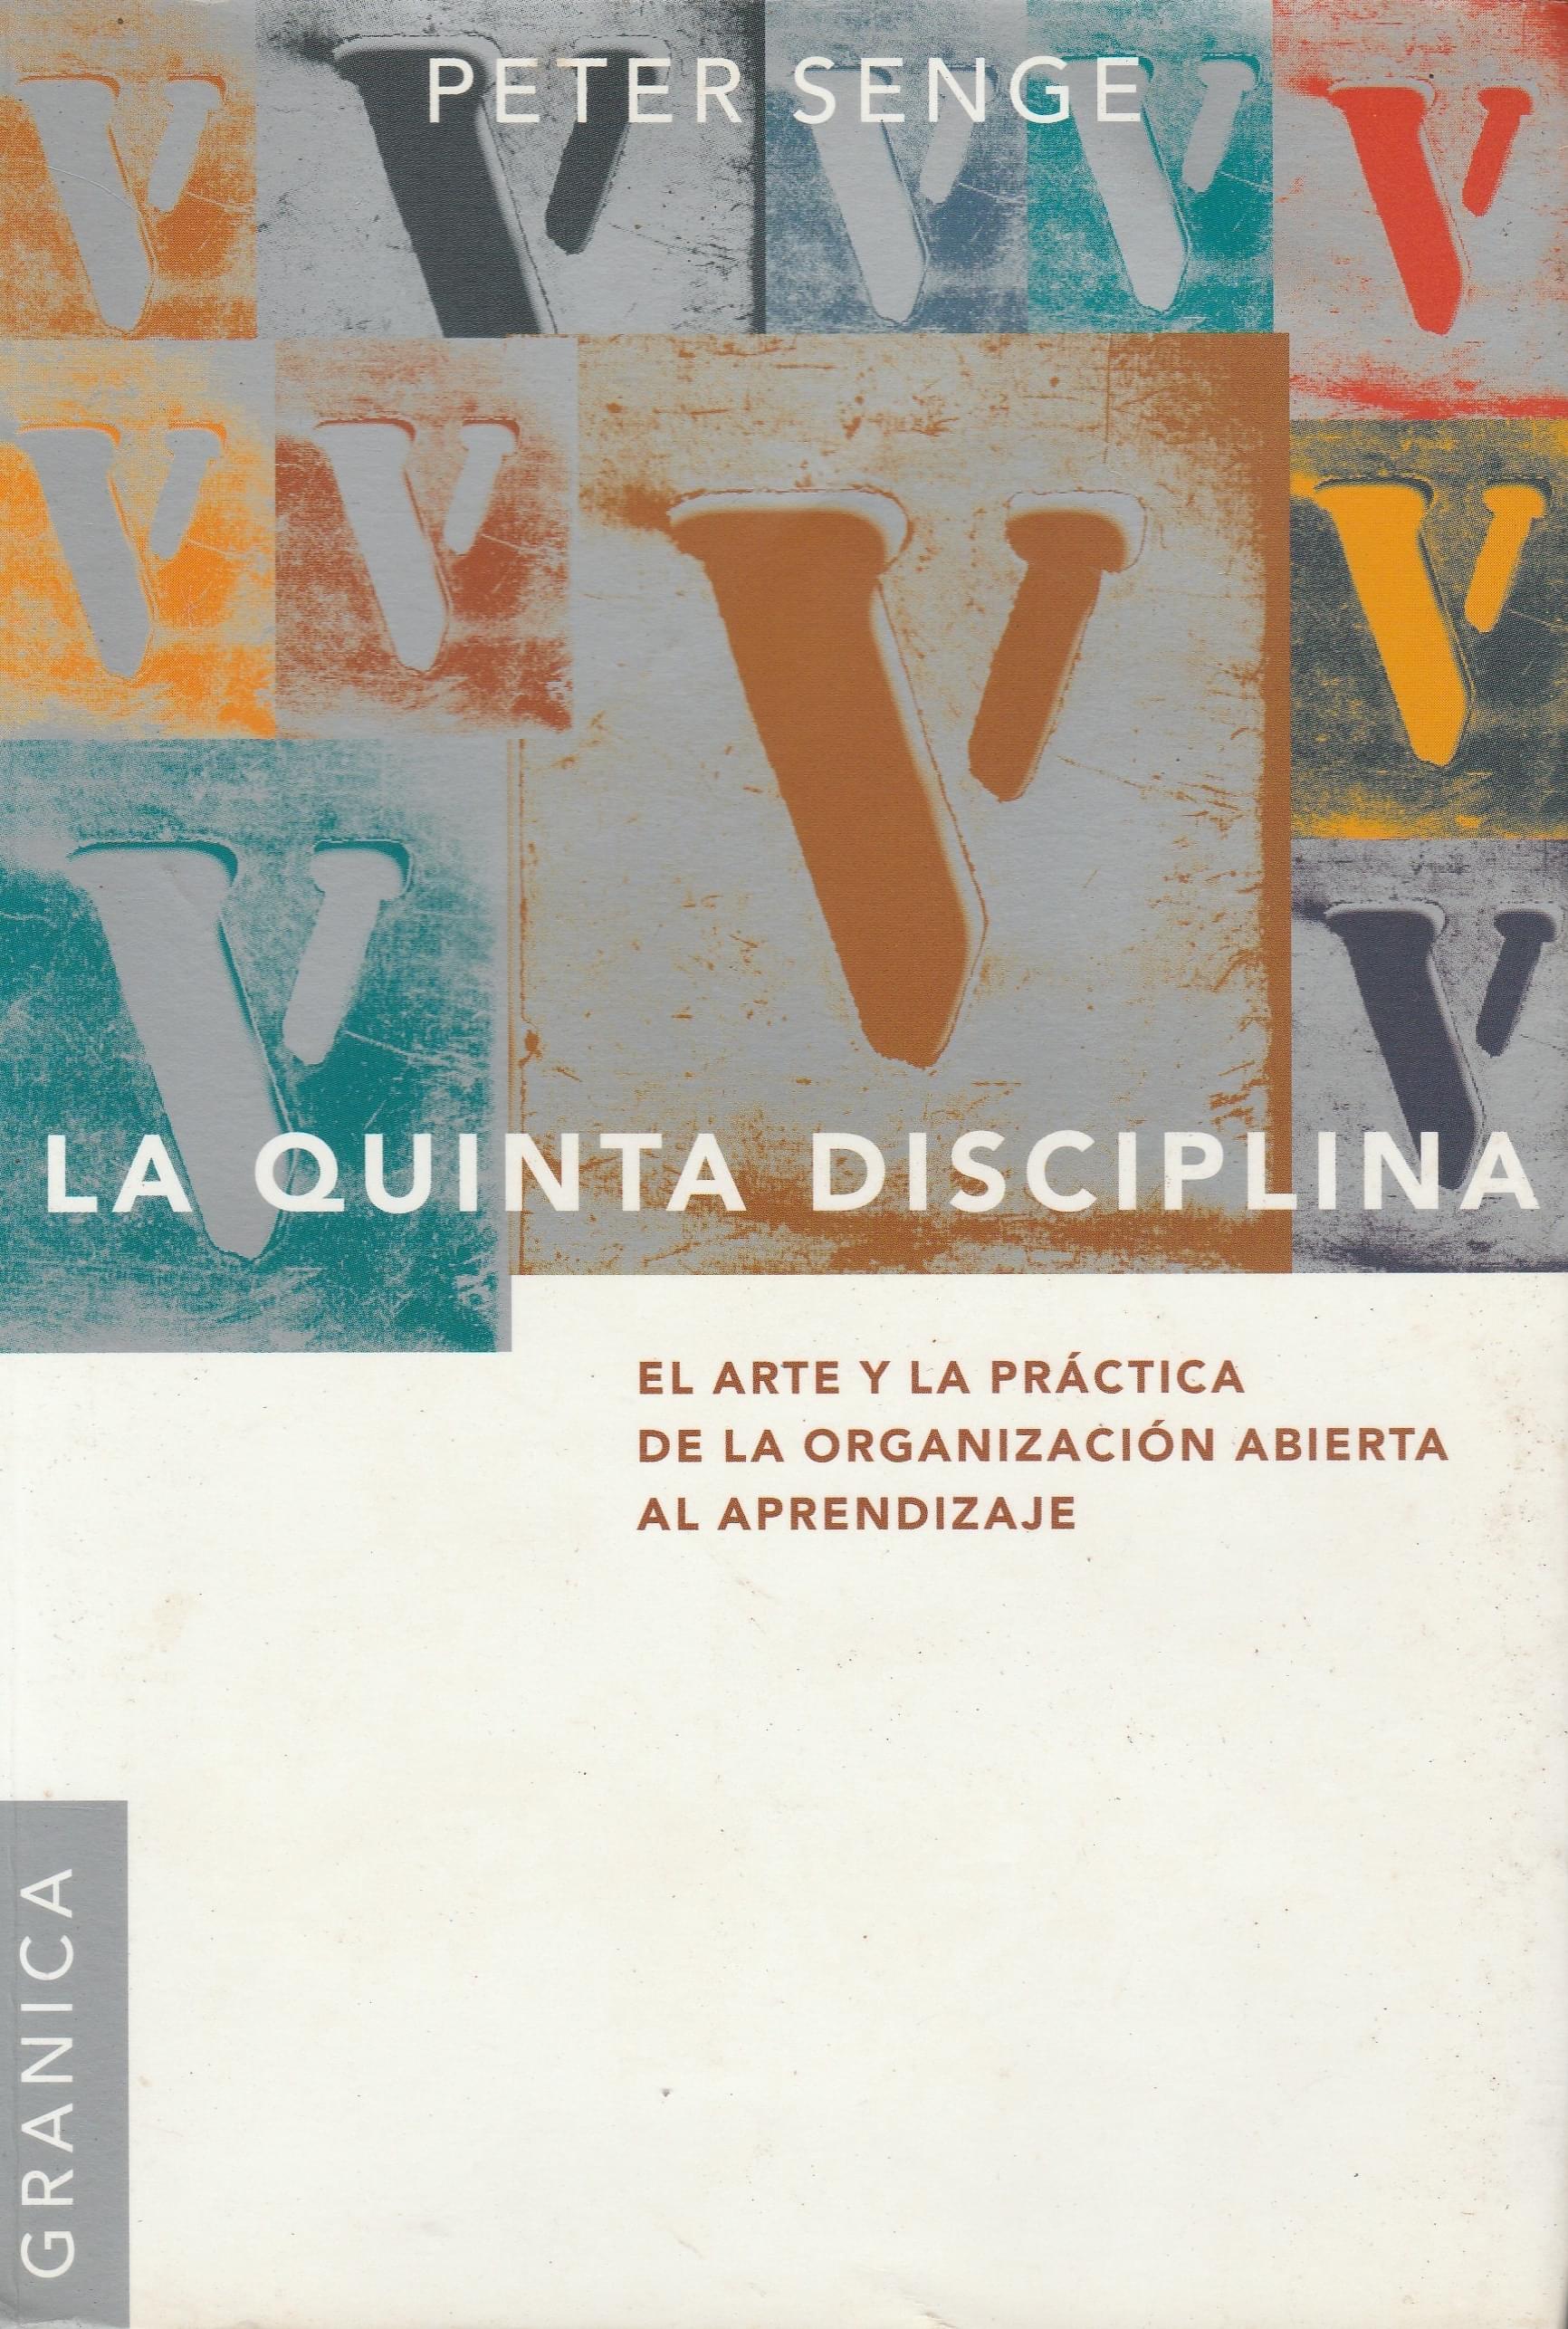 PETER SENGE
V V V V V
V V V V
V V
LA QUINTA DISCIPLINA
EL ARTE Y LA PRÁCTICA
DE LA ORGANIZACIÓN ABIERTA
AL APRENDIZAJE
GRANICA